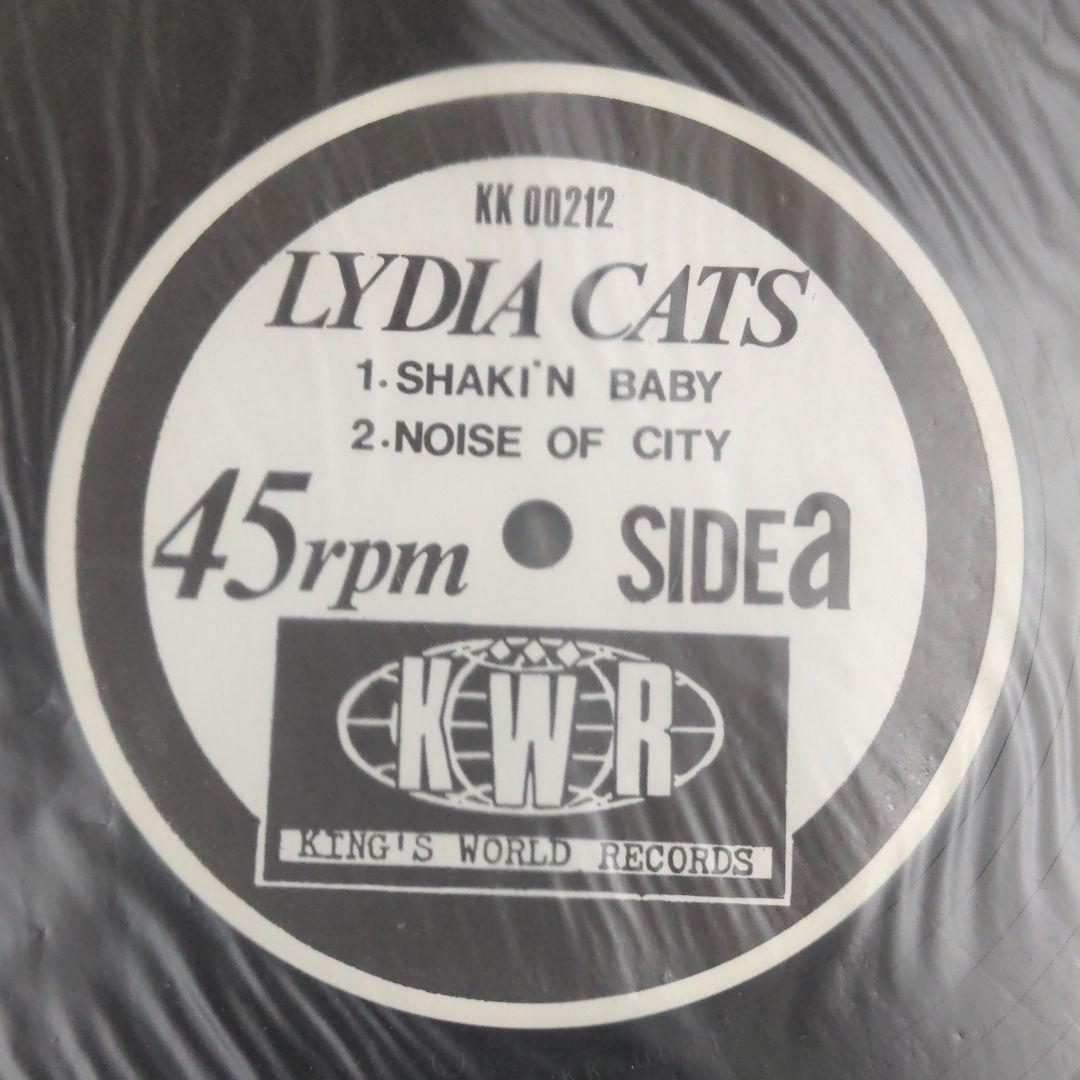 KK 00212
LYDIA CATS
1. SHAKI'N BABY
2. NOISE OF CITY
45rpm SIDEa
KWR
KING'S WORLD RECORDS